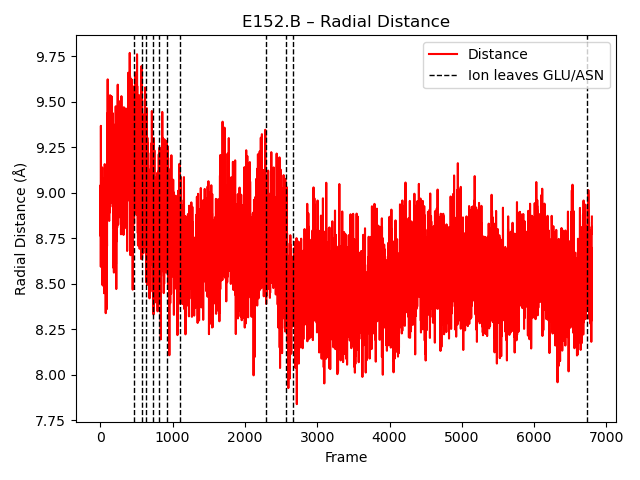 E152.B – Radial Distance
Distance
Ion leaves GLU/ASN
Radial Distance (Å)
9.75
9.50
9.25
9.00
8.75
8.50
8.25
8.00
7.75
0 1000 2000 3000 4000 5000 6000 7000
Frame